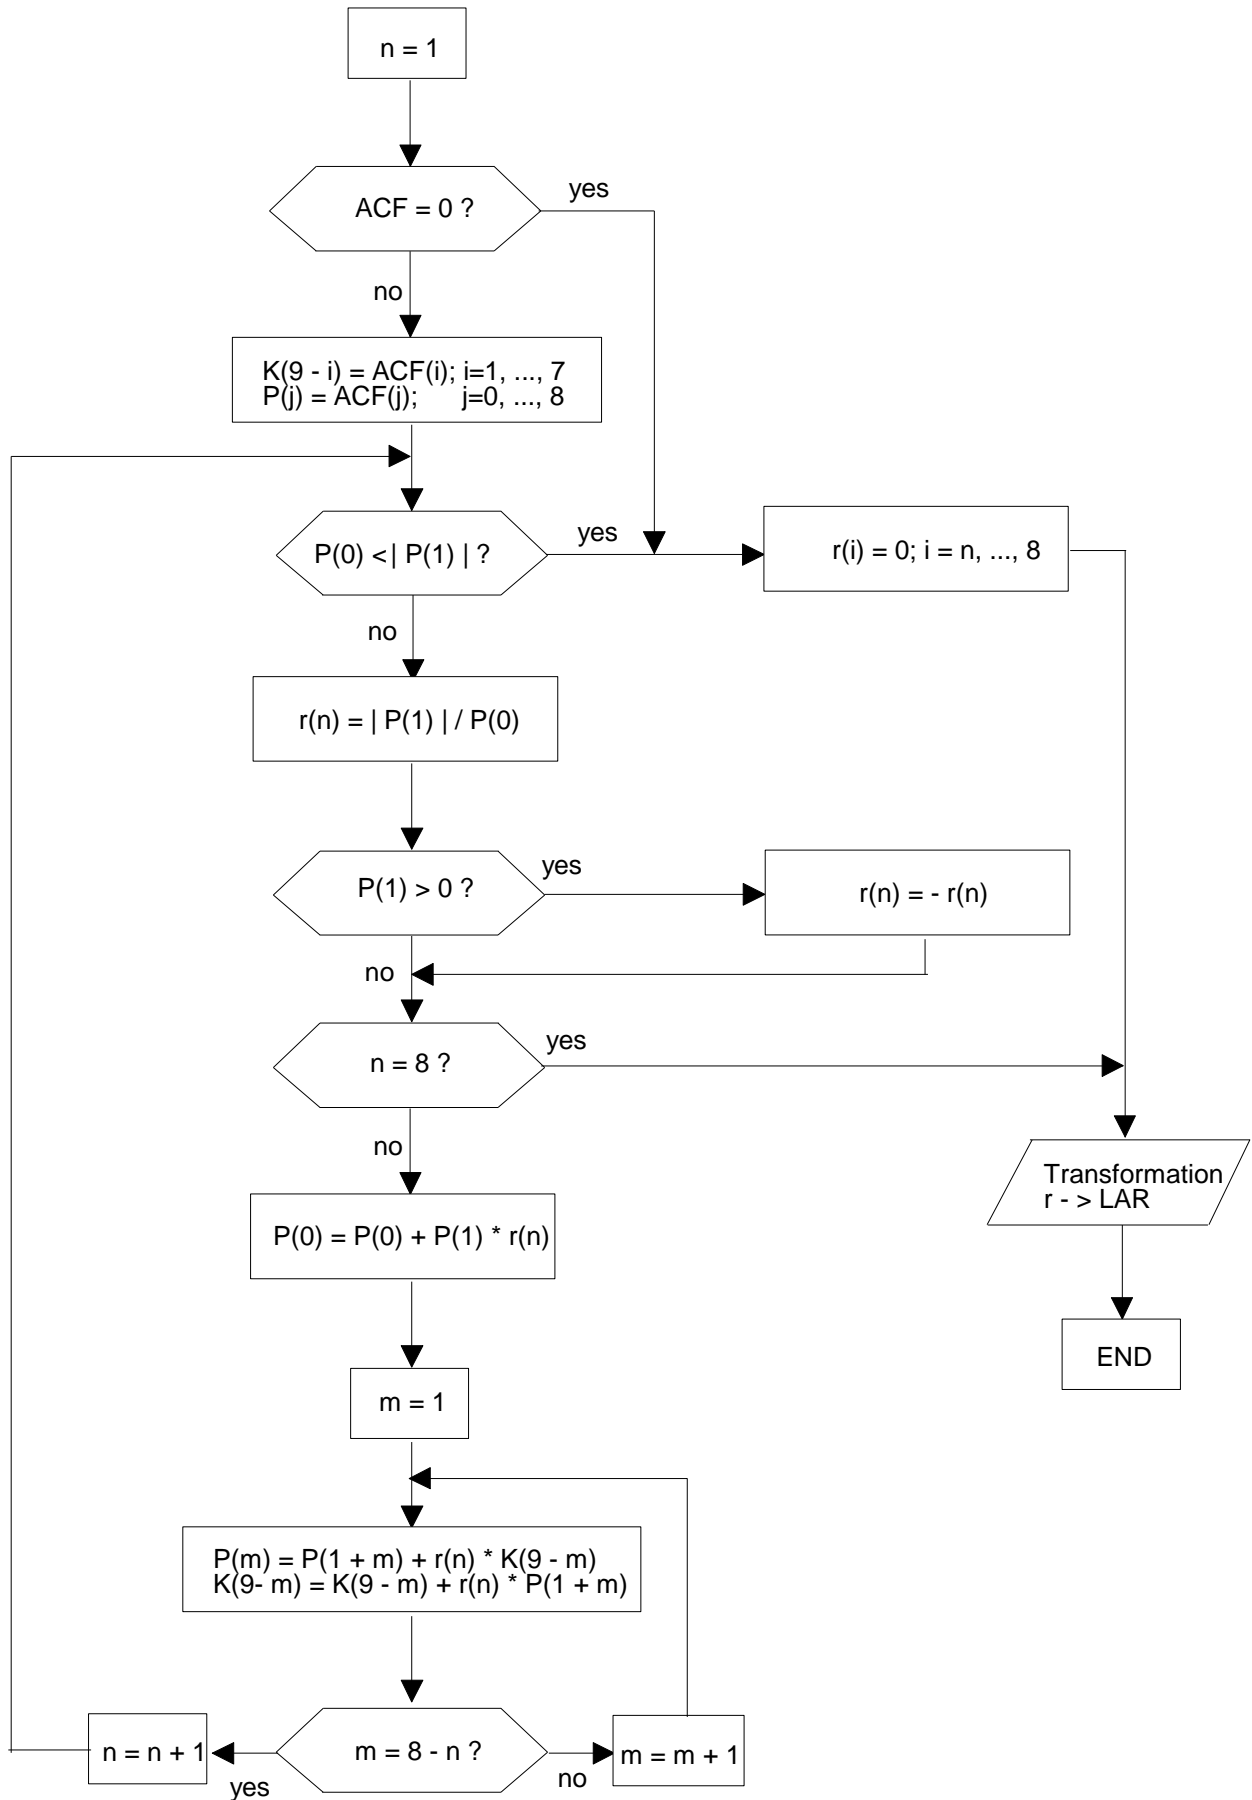 n = 1
ACF = 0 ?
yes
no
K(9 - i) = ACF(i); i=1, ..., 7
P(j) = ACF(j); j=0, ..., 8
P(0) <| P(1) | ?
yes
r(i) = 0; i = n, ..., 8
no
r(n) = | P(1) | / P(0)
P(1) > 0 ?
yes
r(n) = - r(n)
no
n = 8 ?
yes
no
Transformation
r - > LAR
P(0) = P(0) + P(1) * r(n)
END
m = 1
P(m) = P(1 + m) + r(n) * K(9 - m)
K(9- m) = K(9 - m) + r(n) * P(1 + m)
n = n + 1
yes
m = 8 - n ?
no
m = m + 1